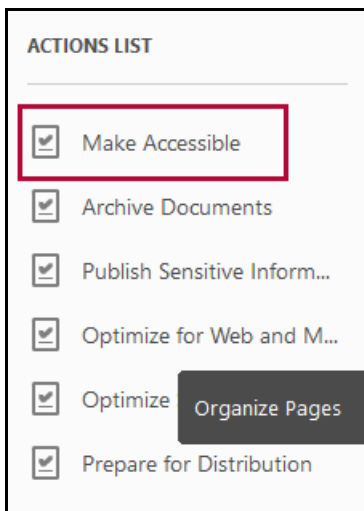 ACTIONS LIST
Make Accessible
Archive Documents
Publish Sensitive Inform...
Optimize for Web and M...
Optimize
Organize Pages
Prepare for Distribution